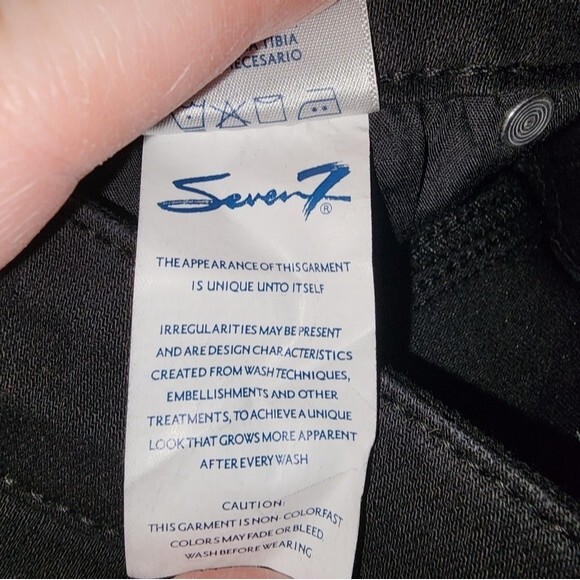 TIBIA
NECESARIO
Seven7®
THE APPEARANCE OF THIS GARMENT
IS UNIQUE UNTO ITSELF
IRREGULARITIES MAY BE PRESENT
AND ARE DESIGN CHARACTERISTICS
CREATED FROM WASH TECHNIQUES,
EMBELLISHMENTS AND OTHER
TREATMENTS, TO ACHIEVE A UNIQUE
LOOK THAT GROWS MORE APPARENT
AFTER EVERY WASH
CAUTION:
THIS GARMENT IS NON-COLORFAST
COLORS MAY FADE OR BLEED
WASH BEFORE WEARING